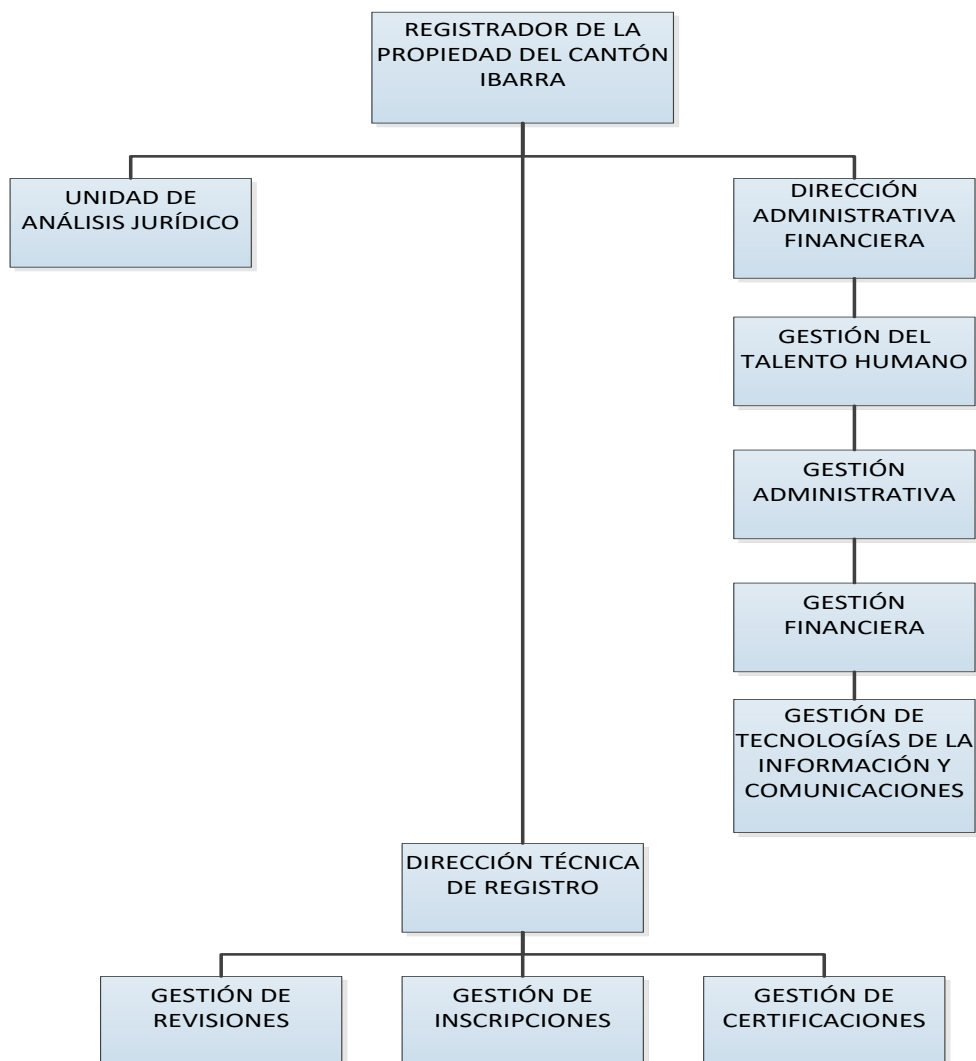 REGISTRADOR DE LA
PROPIEDAD DEL CANTÓN
IBARRA
UNIDAD DE
ANÁLISIS JURÍDICO
DIRECCIÓN
ADMINISTRATIVA
FINANCIERA
GESTIÓN DEL
TALENTO HUMANO
GESTIÓN
ADMINISTRATIVA
GESTIÓN
FINANCIERA
GESTIÓN DE
TECNOLOGÍAS DE LA
INFORMACIÓN Y
COMUNICACIONES
DIRECCIÓN TÉCNICA
DE REGISTRO
GESTIÓN DE
REVISIONES
GESTIÓN DE
INSCRIPCIONES
GESTIÓN DE
CERTIFICACIONES